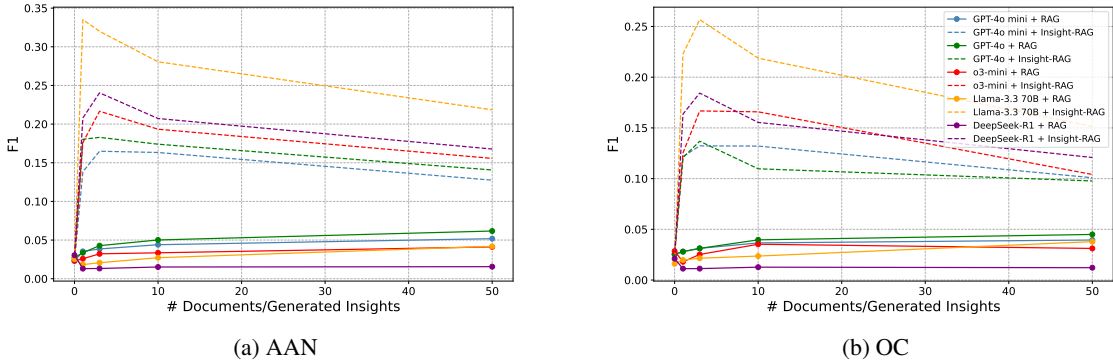 0.35
0.30
0.25
0.20
0.15
0.10
0.05
0.00
F1
0 10 20 30 40 50
# Documents/Generated Insights
(a) AAN
0.25
0.20
0.15
0.10
0.05
0.00
F1
GPT-4o mini + RAG
GPT-4o mini + Insight-RAG
GPT-4o + RAG
GPT-4o + Insight-RAG
o3-mini + RAG
o3-mini + Insight-RAG
Llama-3.3 70B + RAG
Llama-3.3 70B + Insight-RAG
DeepSeek-R1 + RAG
DeepSeek-R1 + Insight-RAG
0 10 20 30 40 50
# Documents/Generated Insights
(b) OC